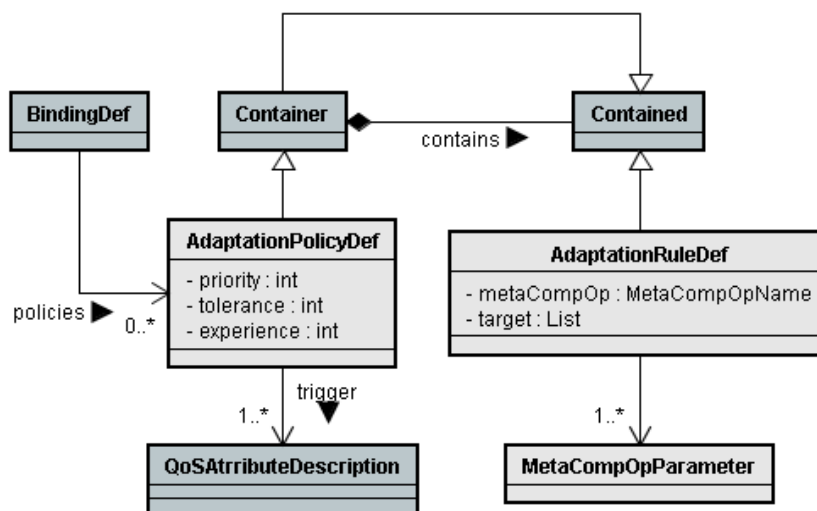 BindingDef
Container
Contained
contains
AdaptationPolicyDef
- priority : int
- tolerance : int
- experience : int
AdaptationRuleDef
- metaCompOp : MetaCompOpName
- target : List
policies
0..*
trigger
1..*
1..*
QoSAtrributeDescription
MetaCompOpParameter